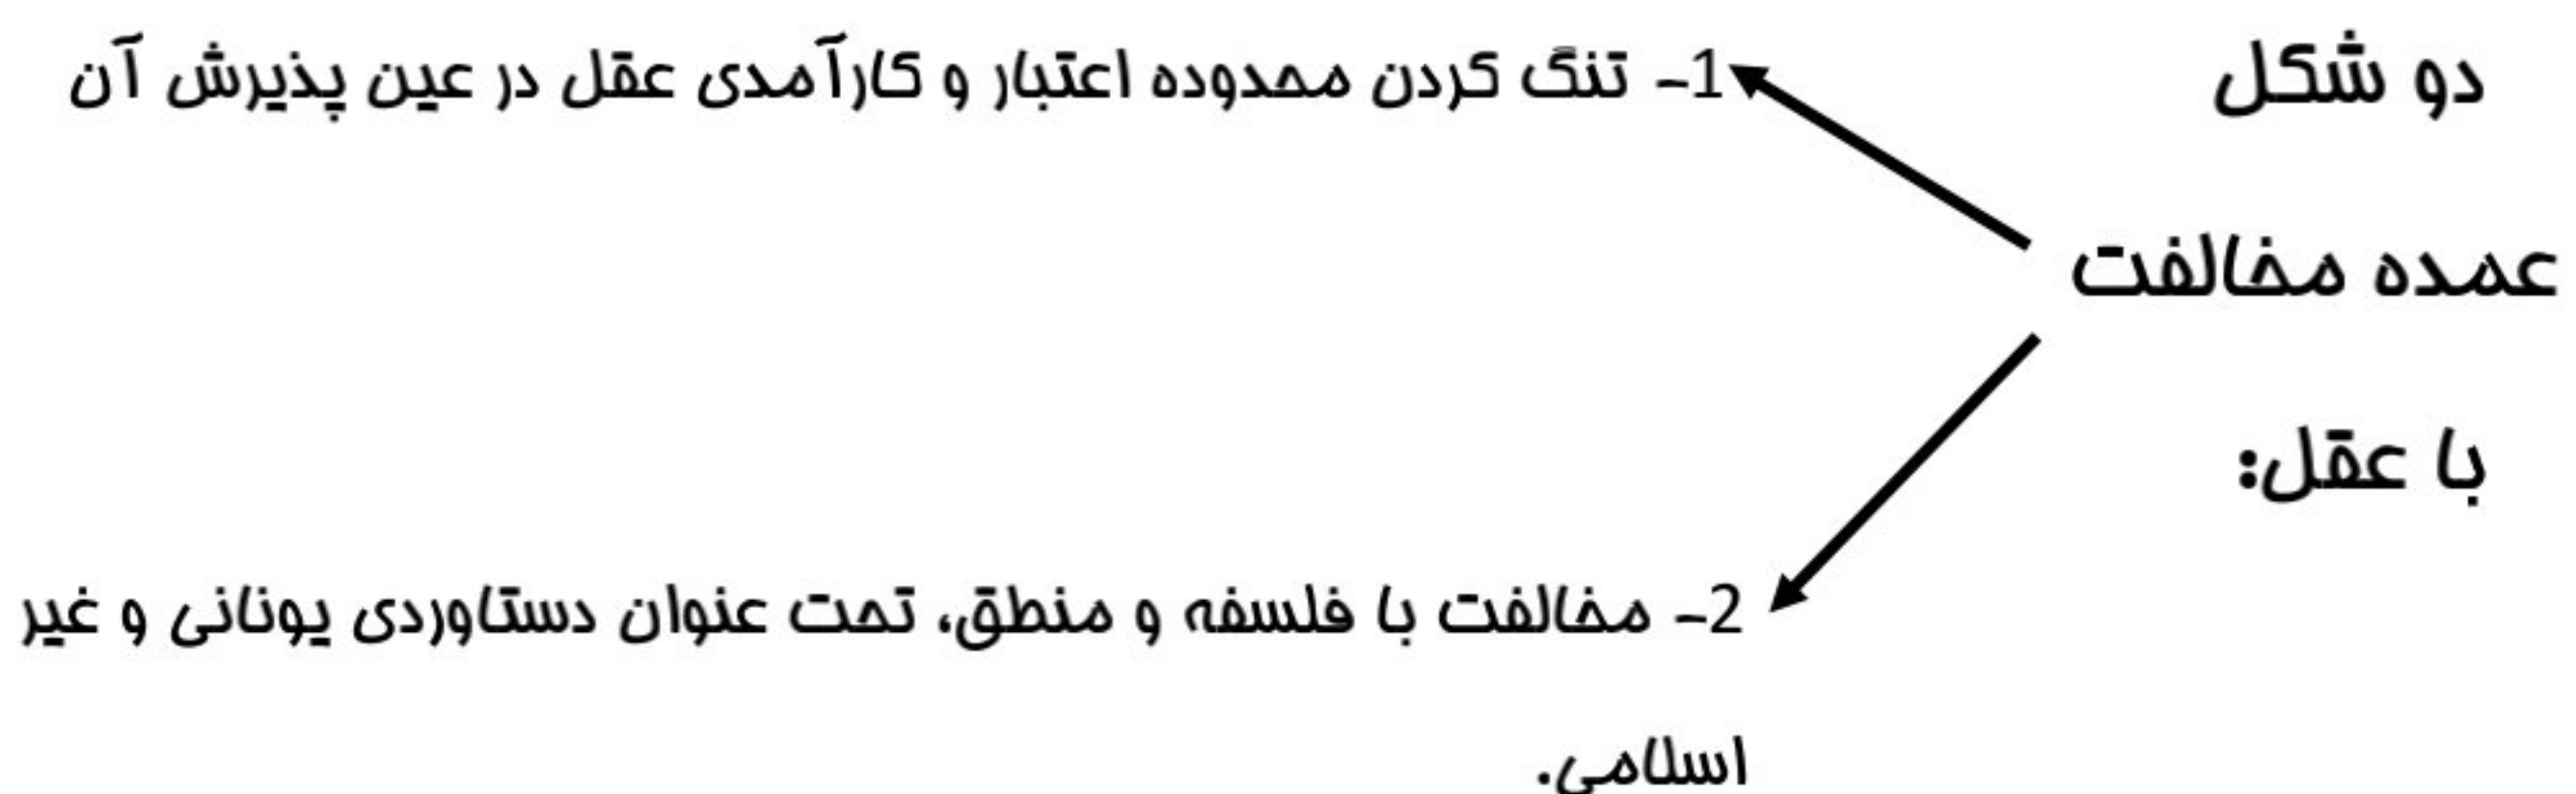 دو شکل
عمده مخالفت
با عقل:
1- تنگ کردن محدوده اعتبار و کارآمدی عقل در عین پذیرش آن
2- مخالفت با فلسفه و منطق، تحت عنوان دستاوردی یونانی و غیر
اسلامی.